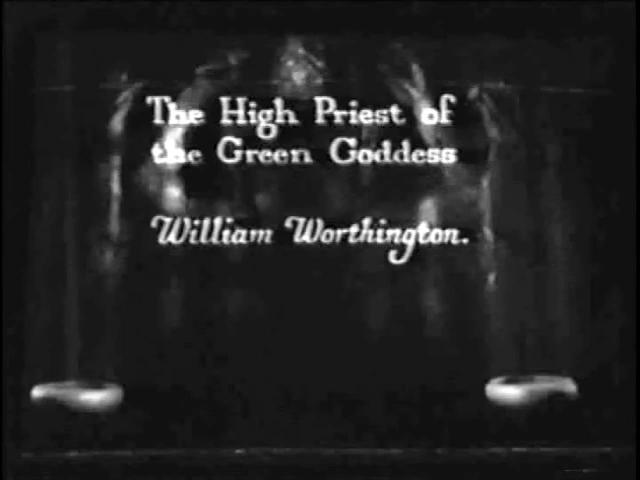 The High Priest of
the Green Goddess
William Worthington.